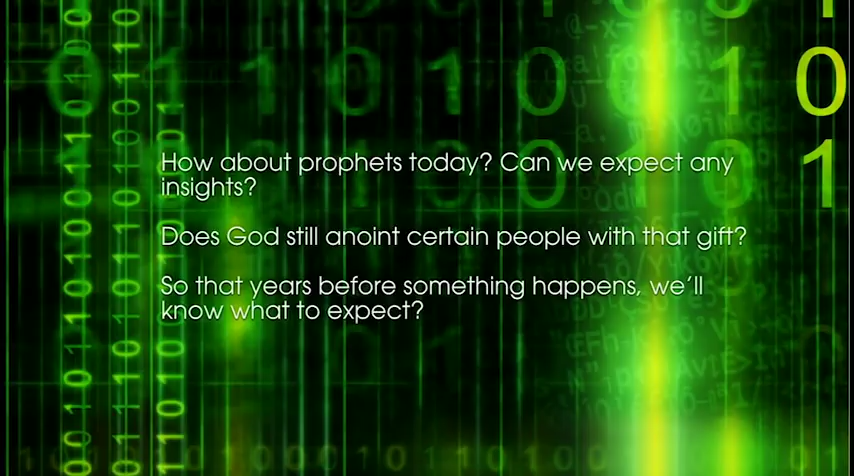 How about prophets today? Can we expect any
insights?
Does God still anoint certain people with that gift?
So that years before something happens, we'll
know what to expect?